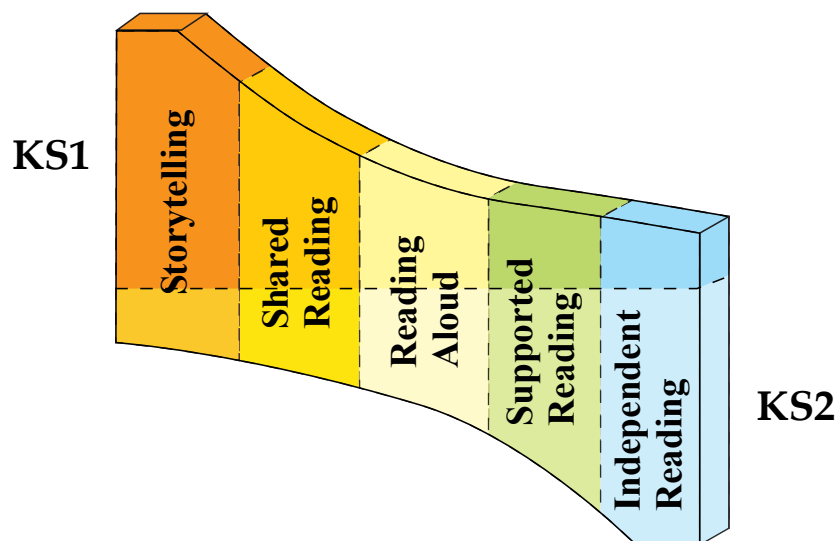 KS1
Storytelling
Shared
Reading
Reading
Aloud
Supported
Reading
Independent
Reading
KS2